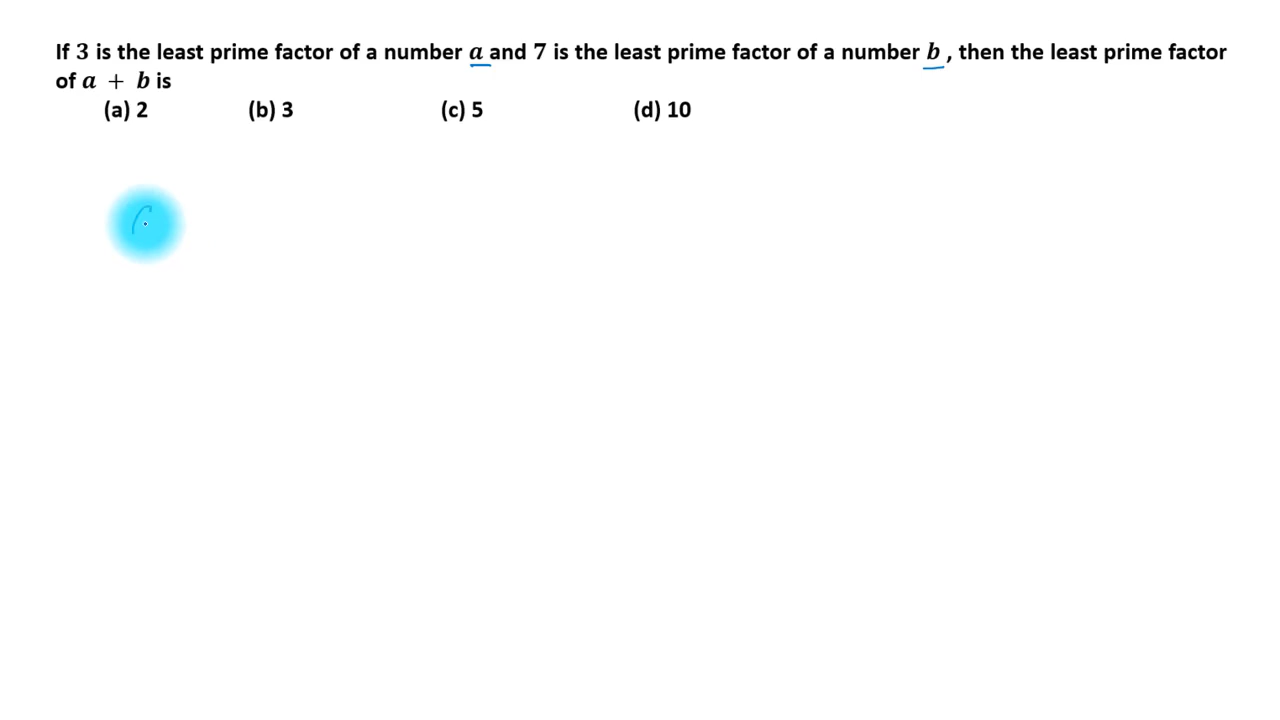 If 3 is the least prime factor of a number a and 7 is the least prime factor of a number b , then the least prime factor
of a + b is
(a) 2 (b) 3 (c) 5 (d) 10